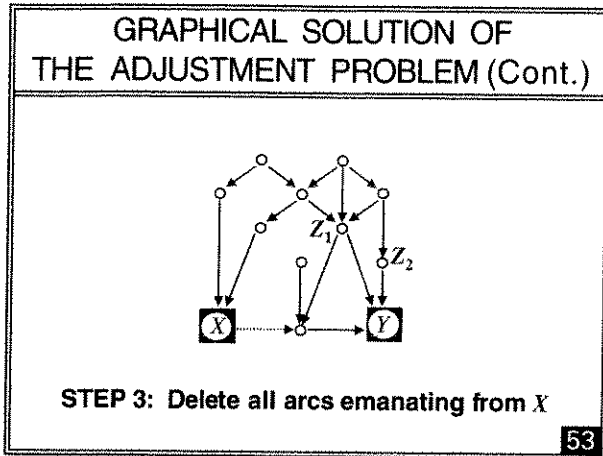 GRAPHICAL SOLUTION OF
THE ADJUSTMENT PROBLEM (Cont.)
Z1
Z2
X
Y
STEP 3: Delete all arcs emanating from X
53